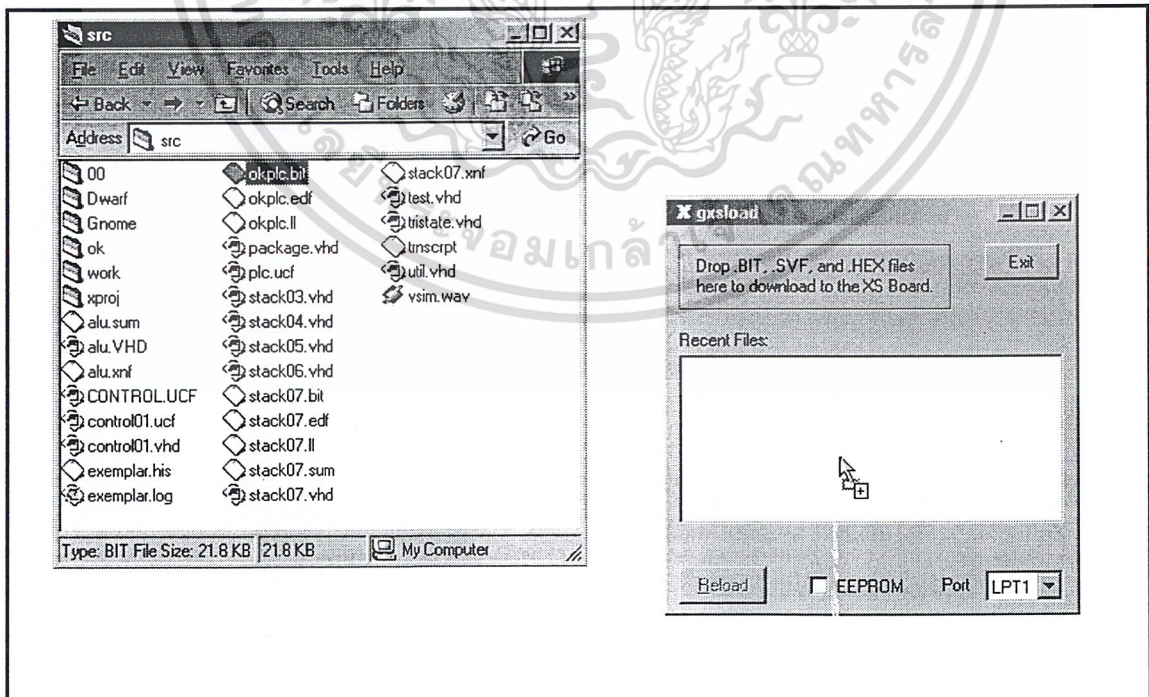 src
File Edit View Favorites Tools Help
Back Search Folders »
Address src Go
00
Dwarf
Gnome
ok
work
xproj
alu.sum
alu.VHD
alu.xnf
CONTROL.UCF
control01.ucf
control01.vhd
exemplar.his
exemplar.log
okplc.bit
okplc.edf
okplc.ll
package.vhd
plc.ucf
stack03.vhd
stack04.vhd
stack05.vhd
stack06.vhd
stack07.bit
stack07.edf
stack07.ll
stack07.sum
stack07.vhd
stack07.xnf
test.vhd
tristate.vhd
trnscrpt
util.vhd
vsim.wav
Type: BIT File Size: 21.8 KB 21.8 KB My Computer
X gxsload
Drop .BIT, .SVF, and .HEX files
here to download to the XS Board.
Exit
Recent Files:
Reload EEPROM Port LPT1